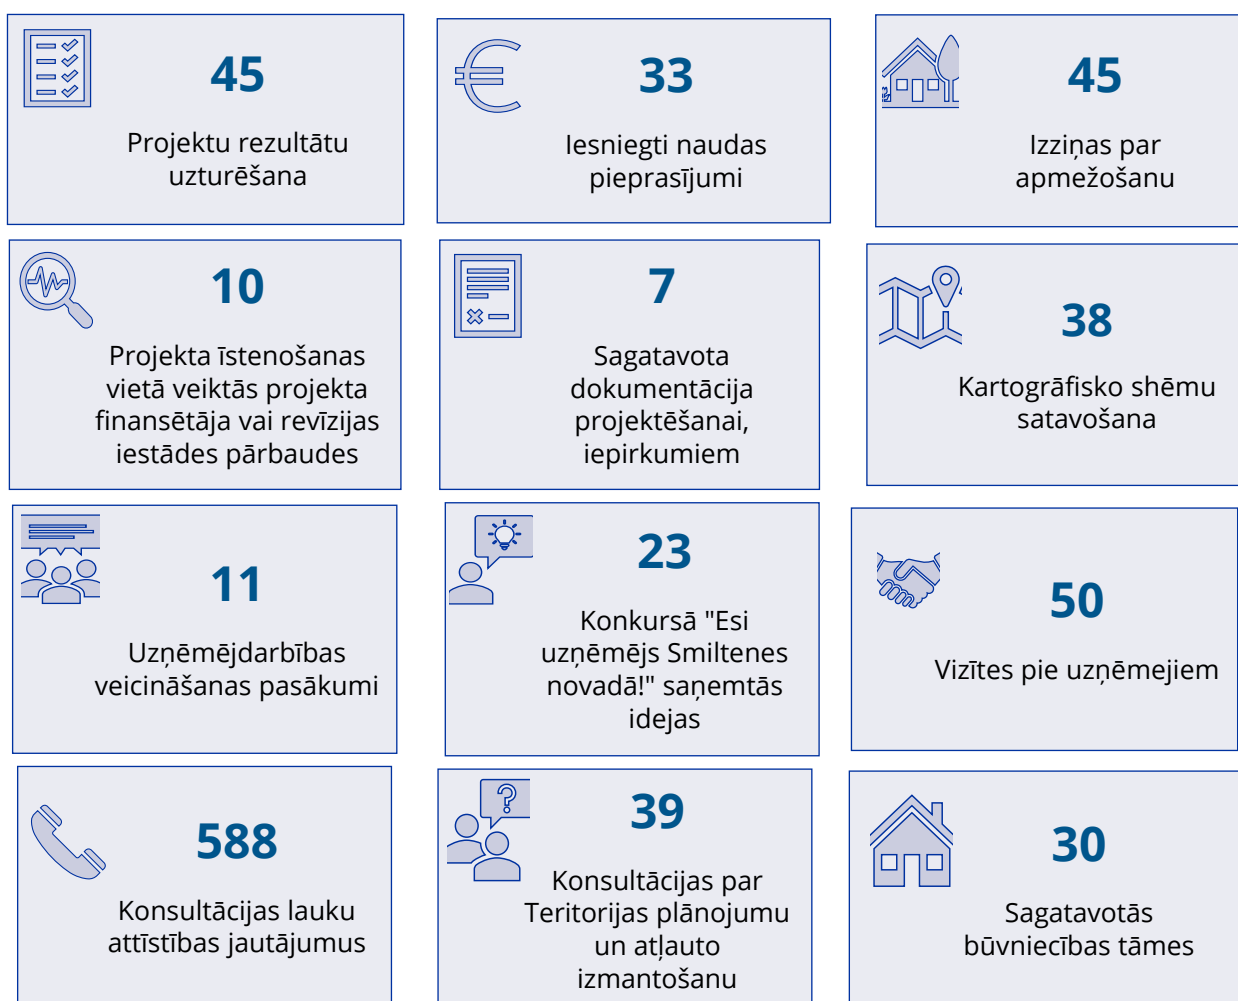 45
Projektu rezultātu
uzturēšana
33
Iesniegti naudas
pieprasījumi
45
Izziņas par
apmežošanu
10
Projekta īstenošanas
vietā veiktās projekta
finansētāja vai revīzijas
iestādes pārbaudes
7
Sagatavota
dokumentācija
projektēšanai,
iepirkumiem
38
Kartogrāfisko shēmu
satavošana
11
Uzņēmējdarbības
veicināšanas pasākumi
23
Konkursā "Esi
uzņēmējs Smiltenes
novadā!" saņemtās
idejas
50
Vizītes pie uzņēmejiem
588
Konsultācijas lauku
attīstības jautājumus
39
Konsultācijas par
Teritorijas plānojumu
un atļauto
izmantošanu
30
Sagatavotās
būvniecības tāmes